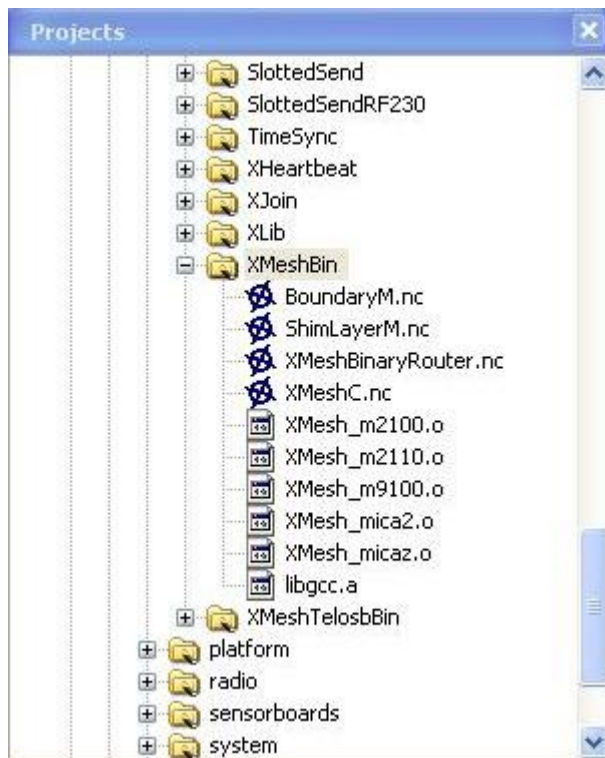 Projects
SlottedSend
SlottedSendRF230
TimeSync
XHeartbeat
XJoin
XLib
XMeshBin
BoundaryM.nc
ShimLayerM.nc
XMeshBinaryRouter.nc
XMeshC.nc
XMesh_m2100.o
XMesh_m2110.o
XMesh_m9100.o
XMesh_mica2.o
XMesh_micaz.o
libgcc.a
XMeshTelosbBin
platform
radio
sensorboards
system